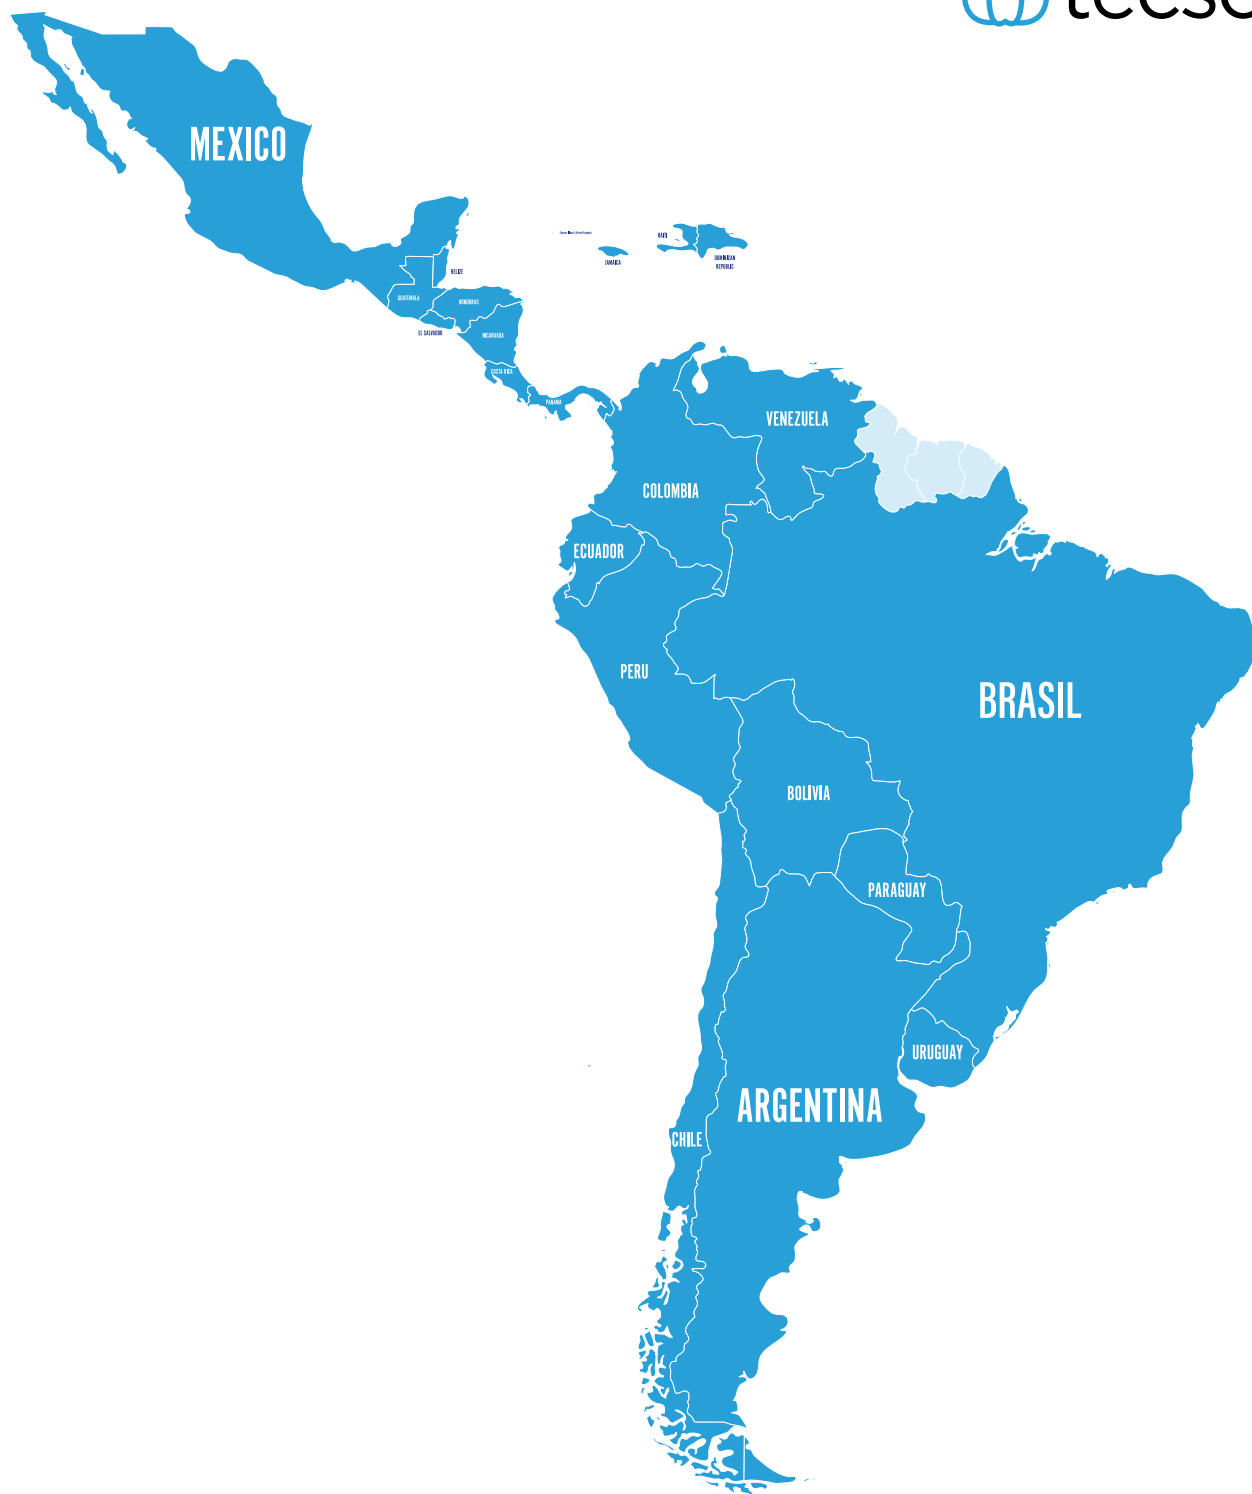 MEXICO
HAITI
JAMAICA
DOMINICAN
REPUBLIC
BELIZE
GUATEMALA
HONDURAS
EL SALVADOR
NICARAGUA
COSTA RICA
PANAMA
VENEZUELA
COLOMBIA
ECUADOR
PERU
BRASIL
BOLIVIA
PARAGUAY
URUGUAY
ARGENTINA
CHILE